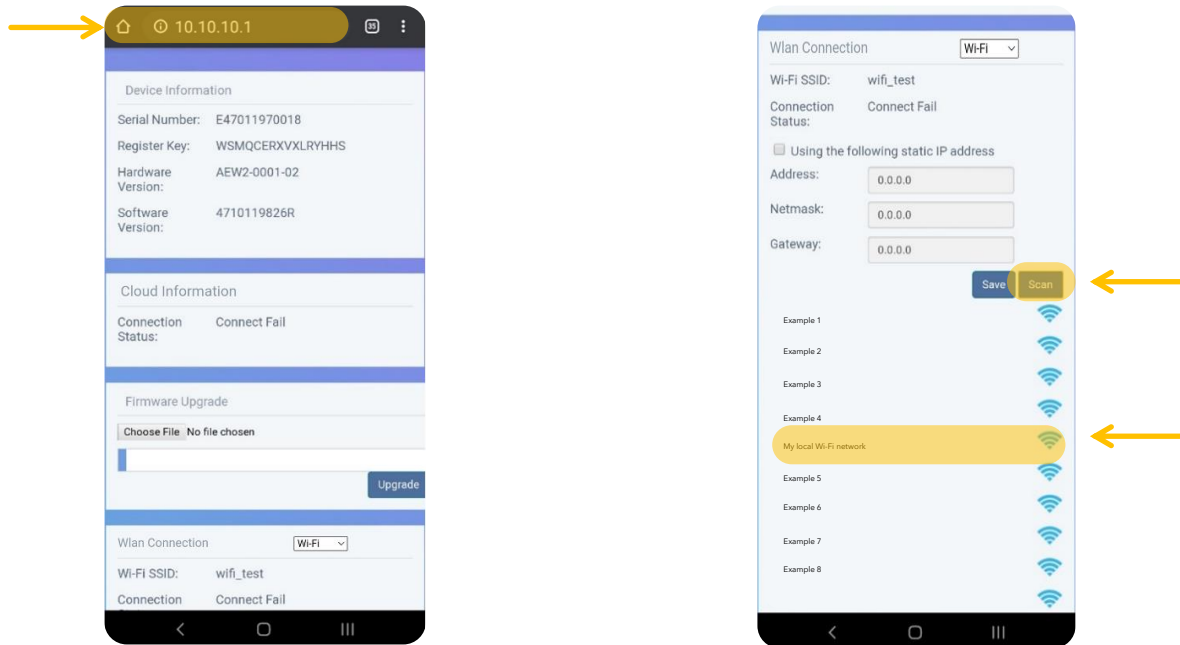 10.10.10.1
35
Device Information
Serial Number: E47011970018
Register Key: WSMQCERXVXLRYHHS
Hardware Version: AEW2-0001-02
Software Version: 4710119826R
Cloud Information
Connection Status: Connect Fail
Firmware Upgrade
Choose File No file chosen
Upgrade
Wlan Connection Wi-Fi
Wi-Fi SSID: wifi_test
Connection Connect Fail
Wlan Connection Wi-Fi
Wi-Fi SSID: wifi_test
Connection Status: Connect Fail
Using the following static IP address
Address: 0.0.0.0
Netmask: 0.0.0.0
Gateway: 0.0.0.0
Save Scan
Example 1
Example 2
Example 3
Example 4
My local Wi-Fi network
Example 5
Example 6
Example 7
Example 8